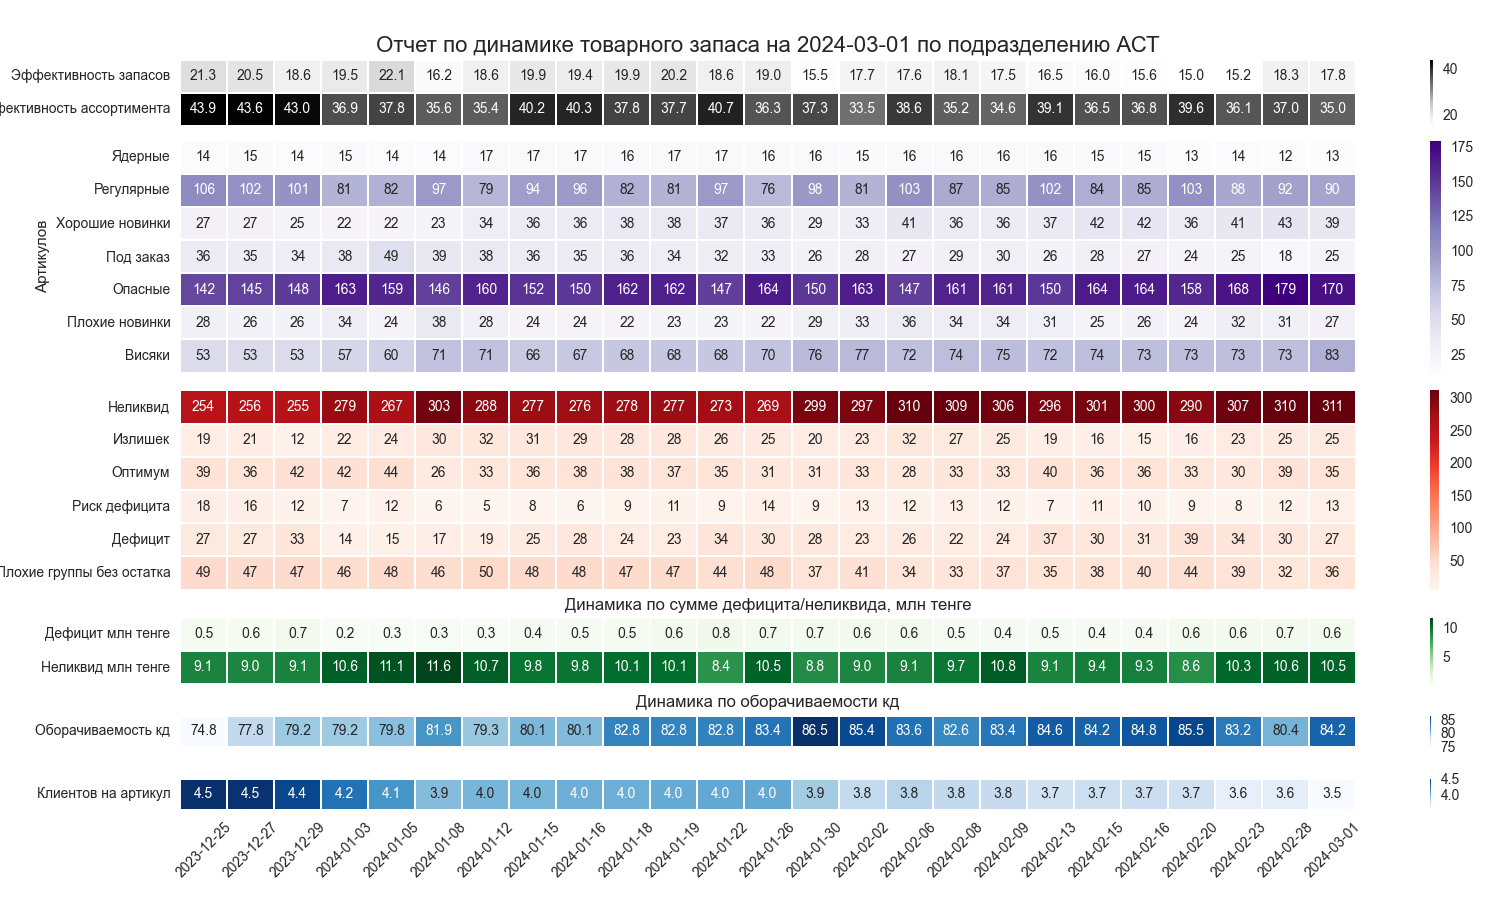 Отчет по динамике товарного запаса на 2024-03-01 по подразделению АСТ
Эффективность запасов 21.3 20.5 18.6 19.5 22.1 16.2 18.6 19.9 19.4 19.9 20.2 18.6 19.0 15.5 17.7 17.6 18.1 17.5 16.5 16.0 15.6 15.0 15.2 18.3 17.8
фективность ассортимента 43.9 43.6 43.0 36.9 37.8 35.6 35.4 40.2 40.3 37.8 37.7 40.7 36.3 37.3 33.5 38.6 35.2 34.6 39.1 36.5 36.8 39.6 36.1 37.0 35.0
40
20
Артикулов
Ядерные 14 15 14 15 14 14 17 17 17 16 17 17 16 16 15 16 16 16 16 15 15 13 14 12 13
Регулярные 106 102 101 81 82 97 79 94 96 82 81 97 76 98 81 103 87 85 102 84 85 103 88 92 90
Хорошие новинки 27 27 25 22 22 23 34 36 36 38 38 37 36 29 33 41 36 36 37 42 42 36 41 43 39
Под заказ 36 35 34 38 49 39 38 36 35 36 34 32 33 26 28 27 29 30 26 28 27 24 25 18 25
Опасные 142 145 148 163 159 146 160 152 150 162 162 147 164 150 163 147 161 161 150 164 164 158 168 179 170
Плохие новинки 28 26 26 34 24 38 28 24 24 22 23 23 22 29 33 36 34 34 31 25 26 24 32 31 27
Висяки 53 53 53 57 60 71 71 66 67 68 68 68 70 76 77 72 74 75 72 74 73 73 73 73 83
175
150
125
100
75
50
25
Неликвид 254 256 255 279 267 303 288 277 276 278 277 273 269 299 297 310 309 306 296 301 300 290 307 310 311
Излишек 19 21 12 22 24 30 32 31 29 28 28 26 25 20 23 32 27 25 19 16 15 16 23 25 25
Оптимум 39 36 42 42 44 26 33 36 38 38 37 35 31 31 33 28 33 33 40 36 36 33 30 39 35
Риск дефицита 18 16 12 7 12 6 5 8 6 9 11 9 14 9 13 12 13 12 7 11 10 9 8 12 13
Дефицит 27 27 33 14 15 17 19 25 28 24 23 34 30 28 23 26 22 24 37 30 31 39 34 30 27
Плохие группы без остатка 49 47 47 46 48 46 50 48 48 47 47 44 48 37 41 34 33 37 35 38 40 44 39 32 36
300
250
200
150
100
50
Динамика по сумме дефицита/неликвида, млн тенге
Дефицит млн тенге 0.5 0.6 0.7 0.2 0.3 0.3 0.3 0.4 0.5 0.5 0.6 0.8 0.7 0.7 0.6 0.6 0.5 0.4 0.5 0.4 0.4 0.6 0.6 0.7 0.6
Неликвид млн тенге 9.1 9.0 9.1 10.6 11.1 11.6 10.7 9.8 9.8 10.1 10.1 8.4 10.5 8.8 9.0 9.1 9.7 10.8 9.1 9.4 9.3 8.6 10.3 10.6 10.5
10
5
Динамика по оборачиваемости кд
Оборачиваемость кд 74.8 77.8 79.2 79.2 79.8 81.9 79.3 80.1 80.1 82.8 82.8 82.8 83.4 86.5 85.4 83.6 82.6 83.4 84.6 84.2 84.8 85.5 83.2 80.4 84.2
85
80
75
Клиентов на артикул 4.5 4.5 4.4 4.2 4.1 3.9 4.0 4.0 4.0 4.0 4.0 4.0 4.0 3.9 3.8 3.8 3.8 3.8 3.7 3.7 3.7 3.7 3.6 3.6 3.5
4.5
4.0
2023-12-25 2023-12-27 2023-12-29 2024-01-03 2024-01-05 2024-01-08 2024-01-12 2024-01-15 2024-01-16 2024-01-18 2024-01-19 2024-01-22 2024-01-26 2024-01-30 2024-02-02 2024-02-06 2024-02-08 2024-02-09 2024-02-13 2024-02-15 2024-02-16 2024-02-20 2024-02-23 2024-02-28 2024-03-01